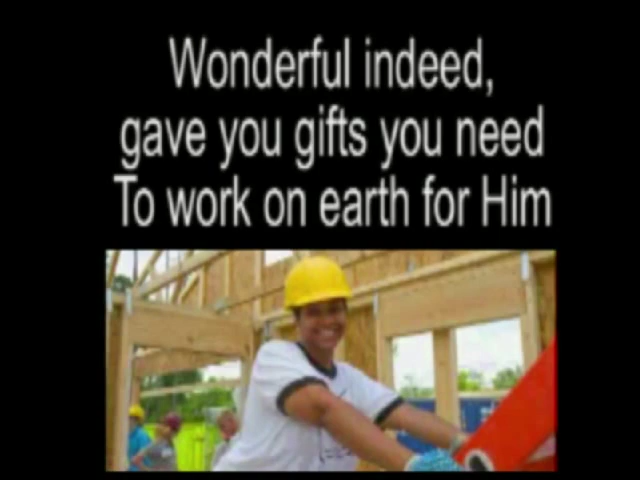 Wonderful indeed,
gave you gifts you need
To work on earth for Him